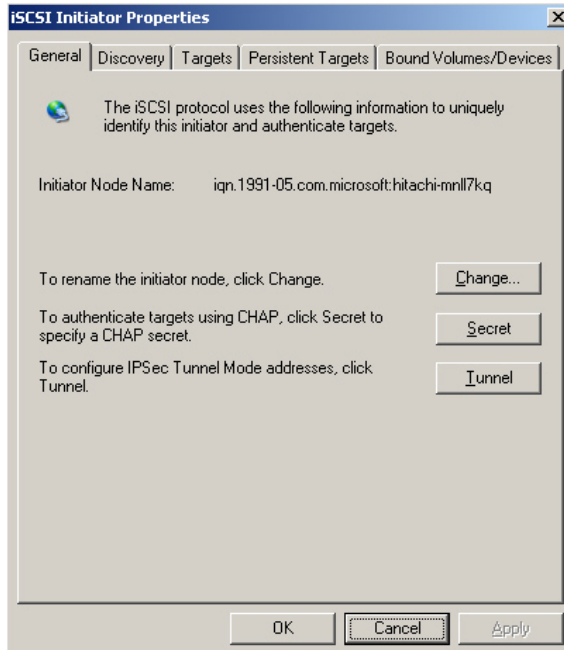 iSCSI Initiator Properties
General Discovery Targets Persistent Targets Bound Volumes/Devices
The iSCSI protocol uses the following information to uniquely
identify this initiator and authenticate targets.
Initiator Node Name: iqn.1991-05.com.microsoft:hitachi-mnll7kq
To rename the initiator node, click Change. Change...
To authenticate targets using CHAP, click Secret to
specify a CHAP secret.
Secret
To configure IPSec Tunnel Mode addresses, click
Tunnel.
Tunnel
OK Cancel Apply